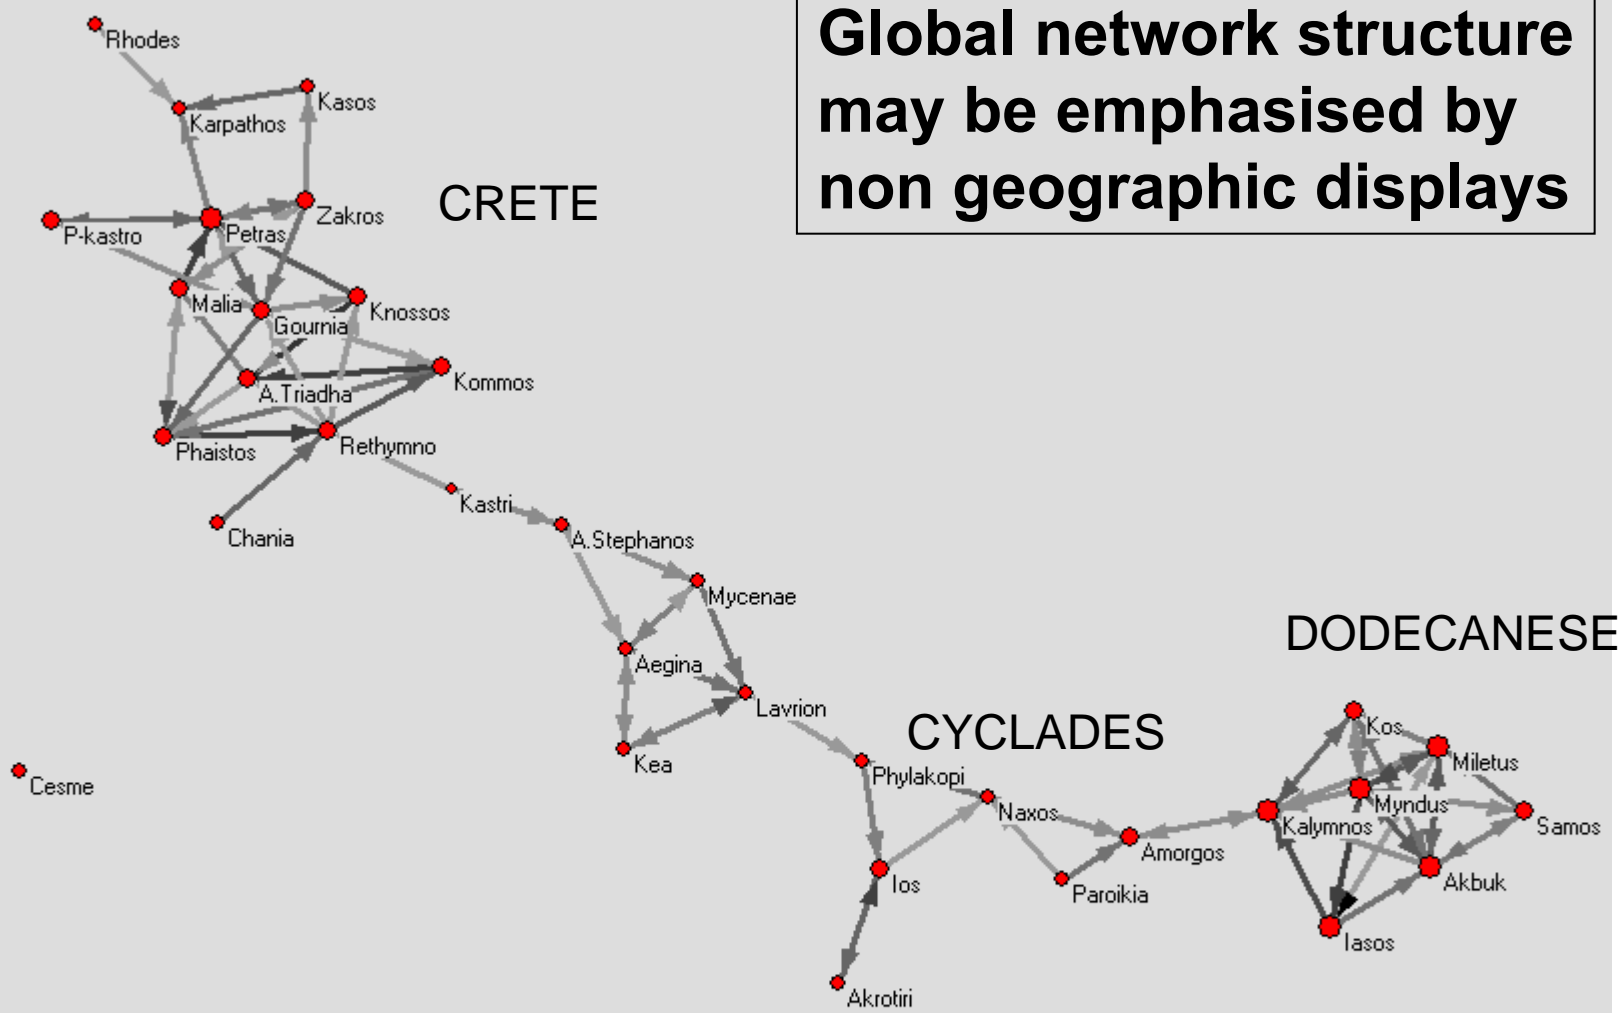 Global network structure
may be emphasised by
non geographic displays
Rhodes
Kasos
Karpathos
CRETE
Zakros
P-kastro
Petras
Malia
Knossos
Gournia
Kommos
A.Triadha
Phaistos
Rethymno
Kastri
Chania
A.Stephanos
Mycenae
DODECANESE
Aegina
Lavrion
CYCLADES
Kos
Kea
Miletus
Phylakopi
Cesme
Naxos
Myndus
Kalymnos
Samos
Amorgos
Ios
Paroikia
Akbuk
Iasos
Akrotiri